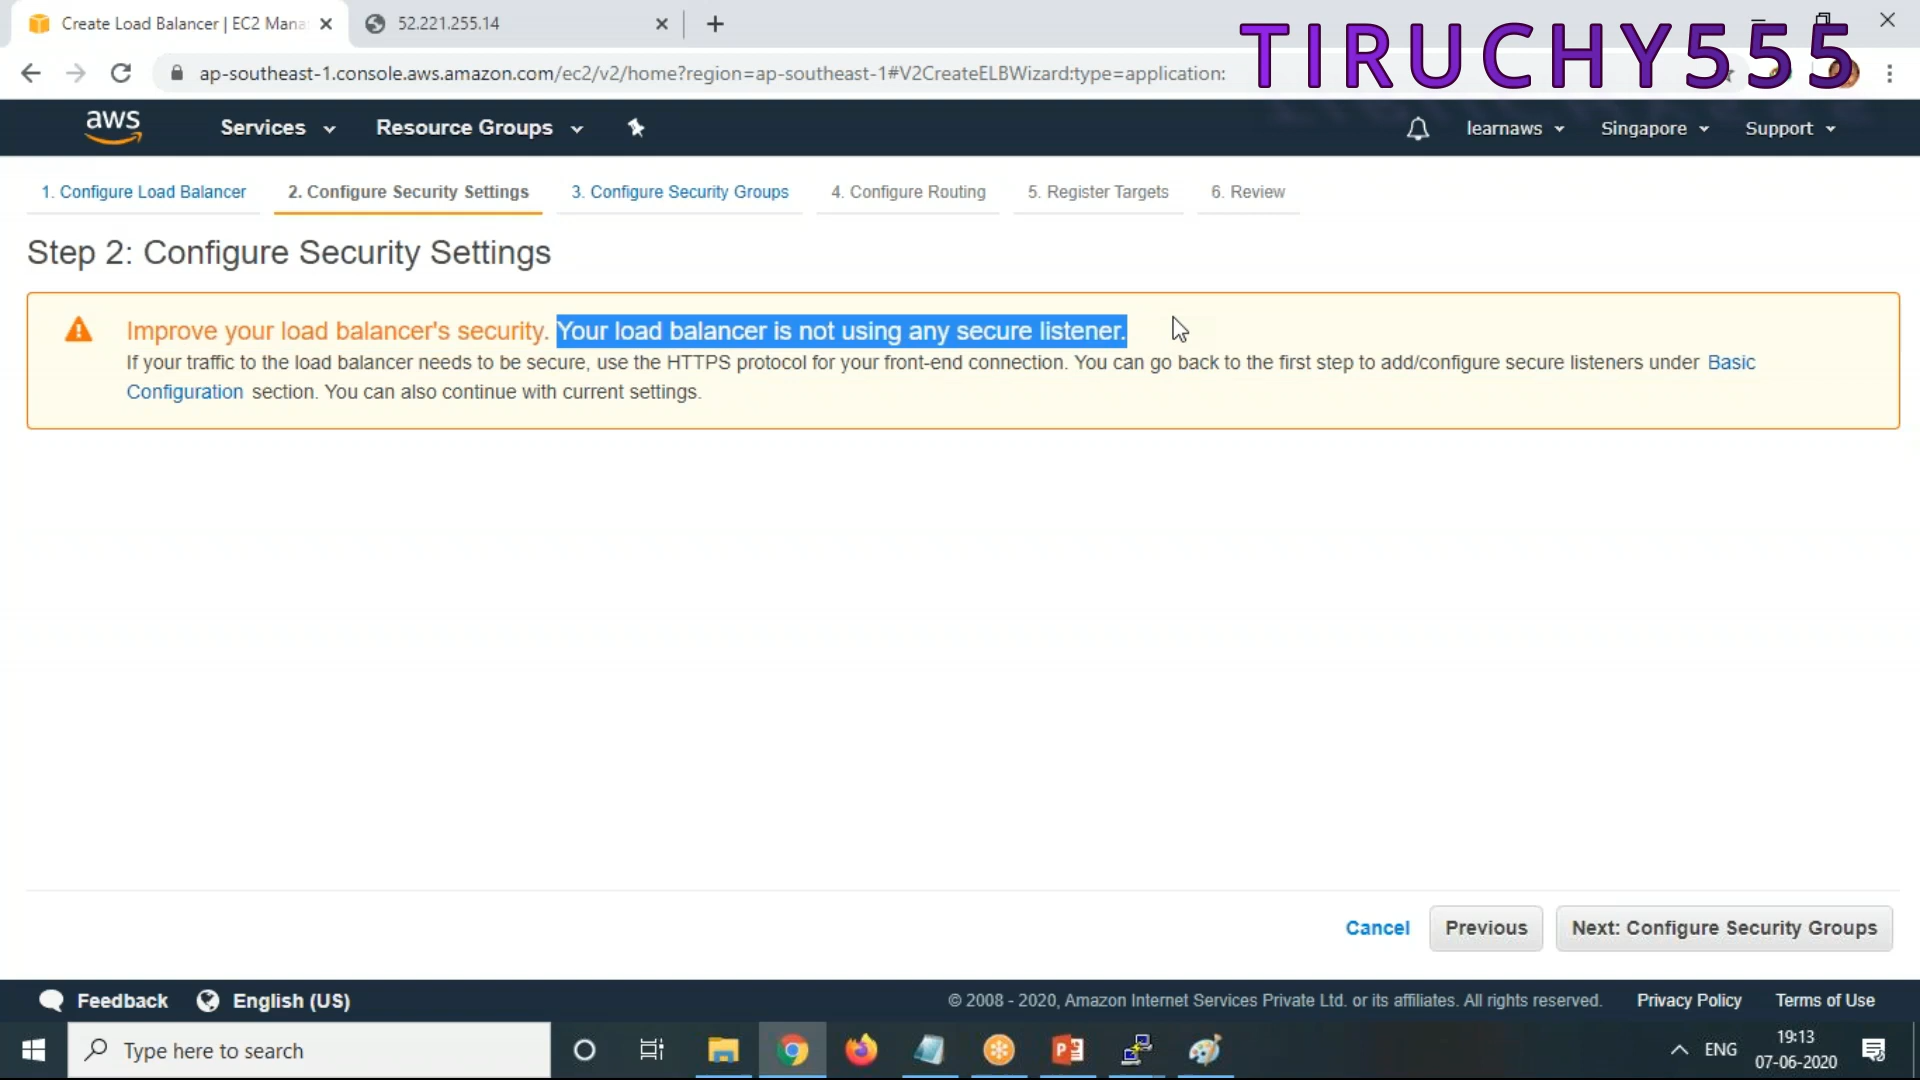 Create Load Balancer | EC2 Mana
52.221.255.14
TIRUCHY555
ap-southeast-1.console.aws.amazon.com/ec2/v2/home?region=ap-southeast-1#V2CreateELBWizard:type=application:
aws
Services
Resource Groups
learnaws
Singapore
Support
1. Configure Load Balancer
2. Configure Security Settings
3. Configure Security Groups
4. Configure Routing
5. Register Targets
6. Review
Step 2: Configure Security Settings
Improve your load balancer's security. Your load balancer is not using any secure listener.
If your traffic to the load balancer needs to be secure, use the HTTPS protocol for your front-end connection. You can go back to the first step to add/configure secure listeners under Basic
Configuration section. You can also continue with current settings.
Cancel
Previous
Next: Configure Security Groups
Feedback
English (US)
© 2008 - 2020, Amazon Internet Services Private Ltd. or its affiliates. All rights reserved.
Privacy Policy
Terms of Use
Type here to search
ENG
19:13
07-06-2020